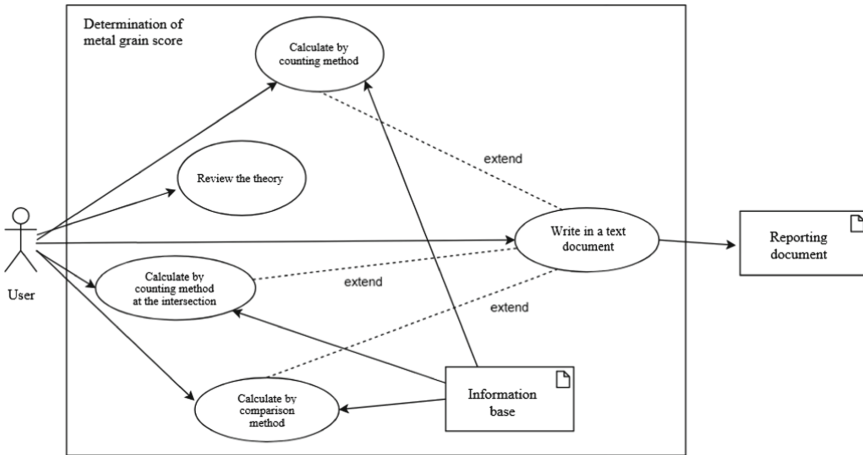 Determination of
metal grain score
Calculate by
counting method
extend
Review the theory
Write in a text
document
Reporting
document
User
Calculate by
counting method
at the intersection
extend
extend
Information
base
Calculate by
comparison
method